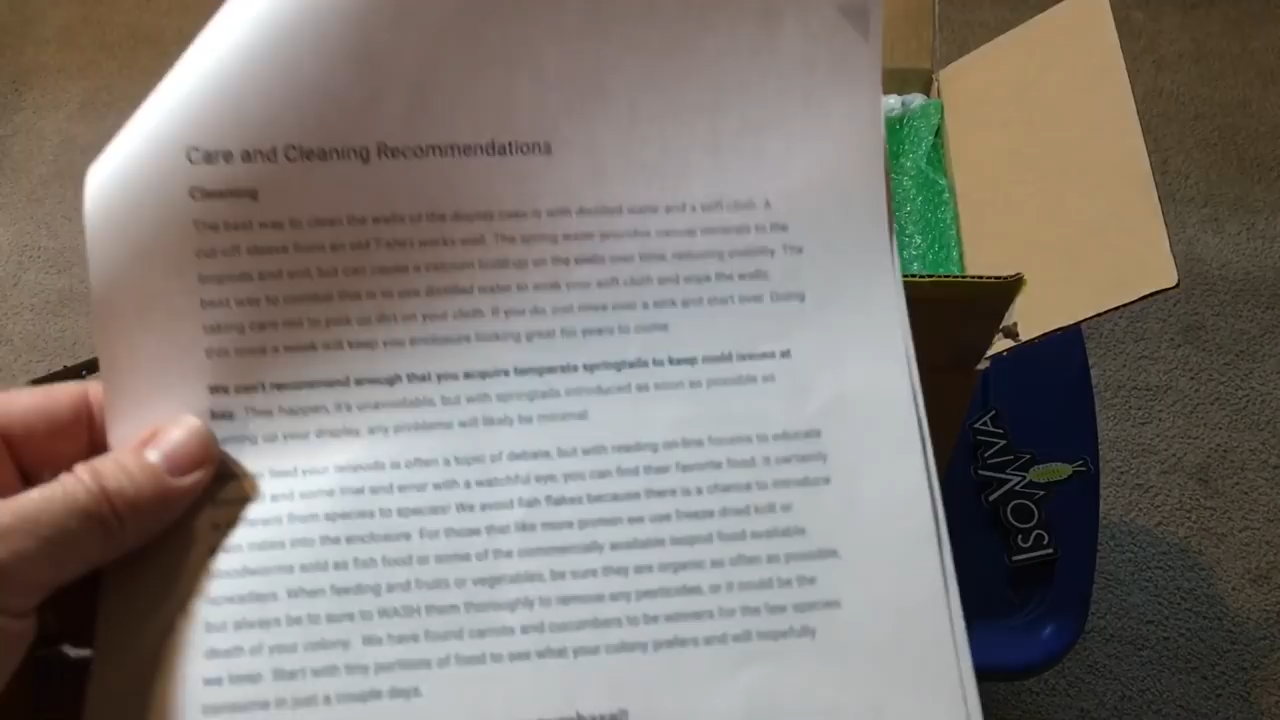 Care and Cleaning Recommendations
Cleaning
The best way to clean the walls of the display case is with distilled water and a soft cloth. A
cut-off sleeve from an old T-shirt works well. The spring water provides minerals to the
isopods and soil, but can cause a calcium buildup on the walls over time, reducing visibility. The
best way to combat this is to use distilled water to soak your soft cloth and wipe the walls,
taking care not to pick up dirt on your cloth. If you do, just rinse over a sink and start over. Doing
this once a week will keep you enclosure looking great for years to come.
We can't recommend enough that you acquire temperate springtails to keep mold issues at
bay. They happen, it's unavoidable, but with springtails introduced as soon as possible
up your display, any problems will likely be minimal.
feed your isopods is often a topic of debate, but with reading on-line forums to educate
and some trial and error with a watchful eye, you can find their favorite food. It certainly
from species to species! We avoid fish flakes because there is a chance to introduce
mites into the enclosure. For those that like more protein we use freeze dried krill or
sold as fish food or some of the commercially available isopod food available
When feeding and fruits or vegetables, be sure they are organic as often as possible,
but always be to sure to WASH them thoroughly to remove any pesticides, or it could be the
death of your colony. We have found carrots and cucumbers to be winners for the few species
we keep. Start with tiny portions of food to see what your colony prefers and will hopefully
consume in just a couple days.
ISOVIVA